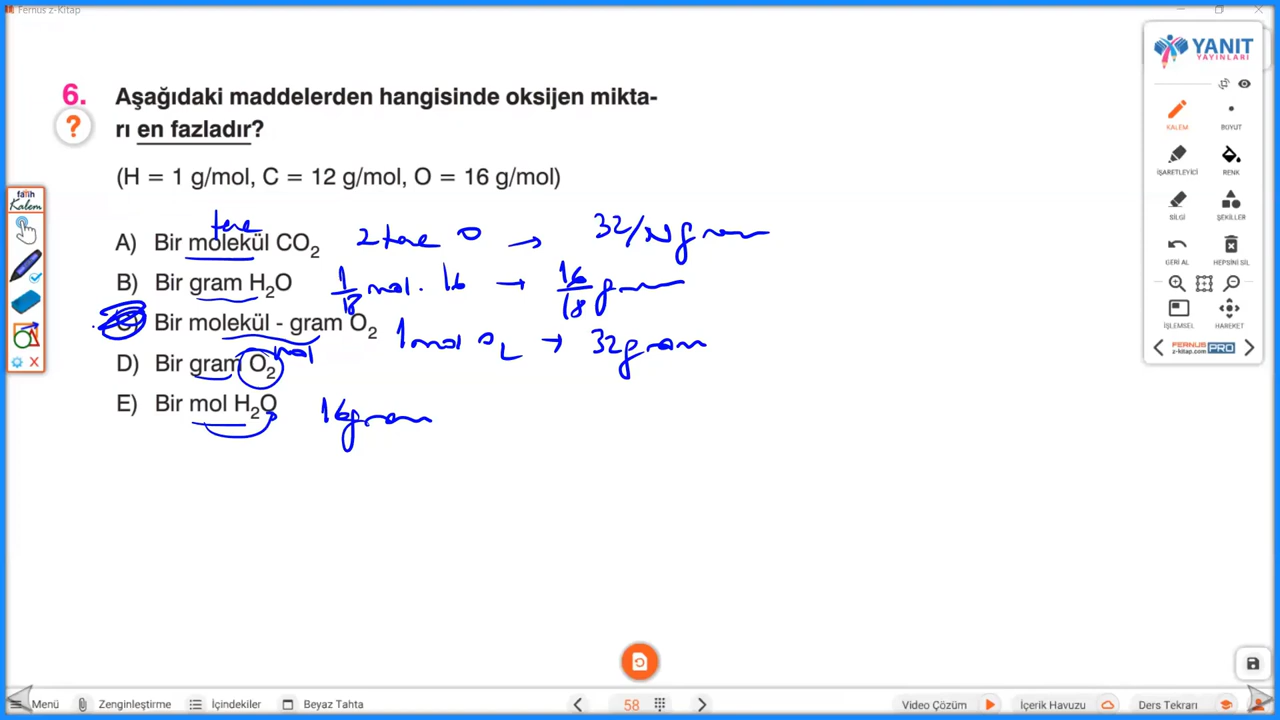 Fernus z-Kitap
YANIT
YAYINLARI
6. Aşağıdaki maddelerden hangisinde oksijen mikta-
? rı en fazladır?
(H = 1 g/mol, C = 12 g/mol, O = 16 g/mol)
fatih
Kalem
tane
A) Bir molekül CO2 2 tane O → 32/N gram
B) Bir gram H2O 1/18 mol . 16 → 16/18 gram
C) Bir molekül - gram O2 1 mol O2 → 32 gram
mol
D) Bir gram O2
E) Bir mol H2O 16 gram
KALEM
BOYUT
İŞARETLEYİCİ
RENK
SİLGİ
ŞEKİLLER
GERİ AL
HEPSİNİ SİL
İŞLEMSEL
HAREKET
FERNUS
z-kitap.com PRO
Menü Zenginleştirme İçindekiler Beyaz Tahta 58 Video Çözüm İçerik Havuzu Ders Tekrarı